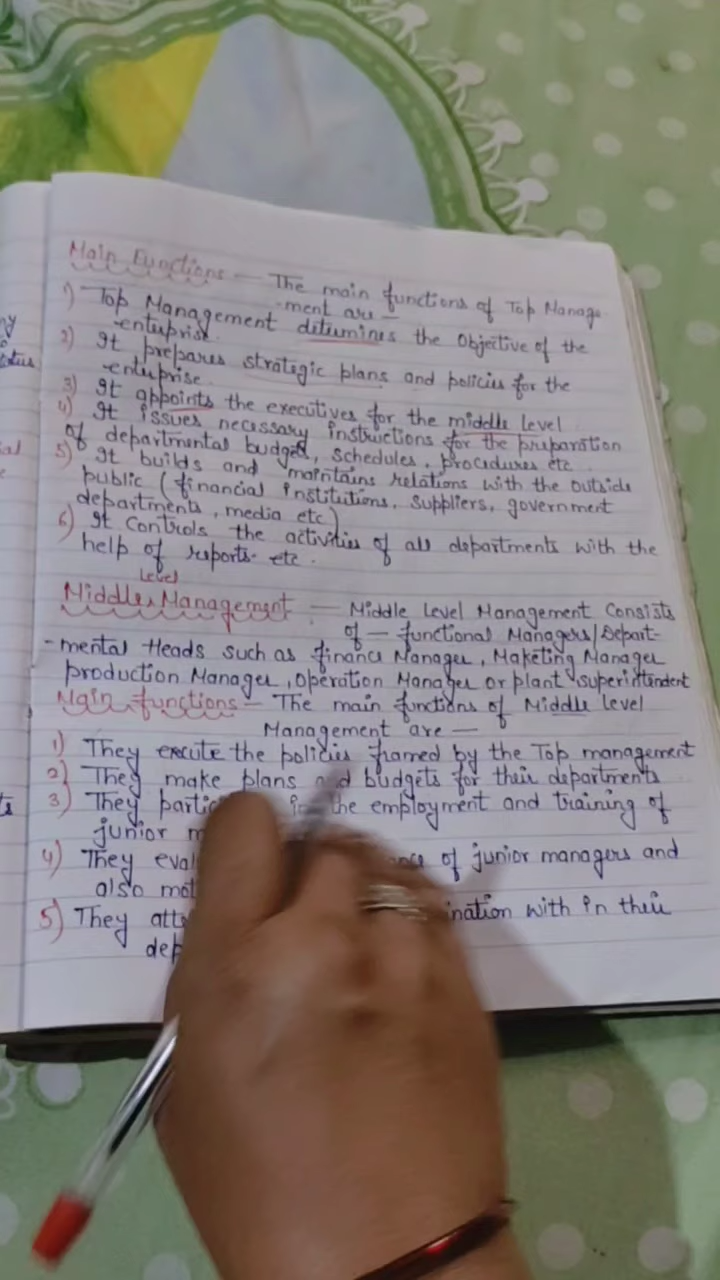 Main Functions — The main functions of Top Manage
-ment are —
1) Top Management ditermines the Objective of the
enterprise.
2) It prepares strategic plans and policies for the
enterprise.
3) It appoints the executives for the middle level
4) It issues necessary instructions for the preparation
of departmental budget, schedules, procedures etc.
5) It builds and maintains relations with the outside
public (financial institutions, suppliers, government
departments, media etc)
6) It controls the activities of all departments with the
help of reports. etc.
Middle Level Management :— Middle Level Management Consists
of — functional Managers/Depart-
-mental Heads such as finance Manager, Maketing Manager
production Manager, Operation Manager or plant superintendent
Main functions — The main functions of Middle level
Management are —
1) They excute the policies framed by the Top management
2) They make plans and budgets for their departments
3) They in the employment and training of
junior
4) They of junior managers and
also
5) They with in their